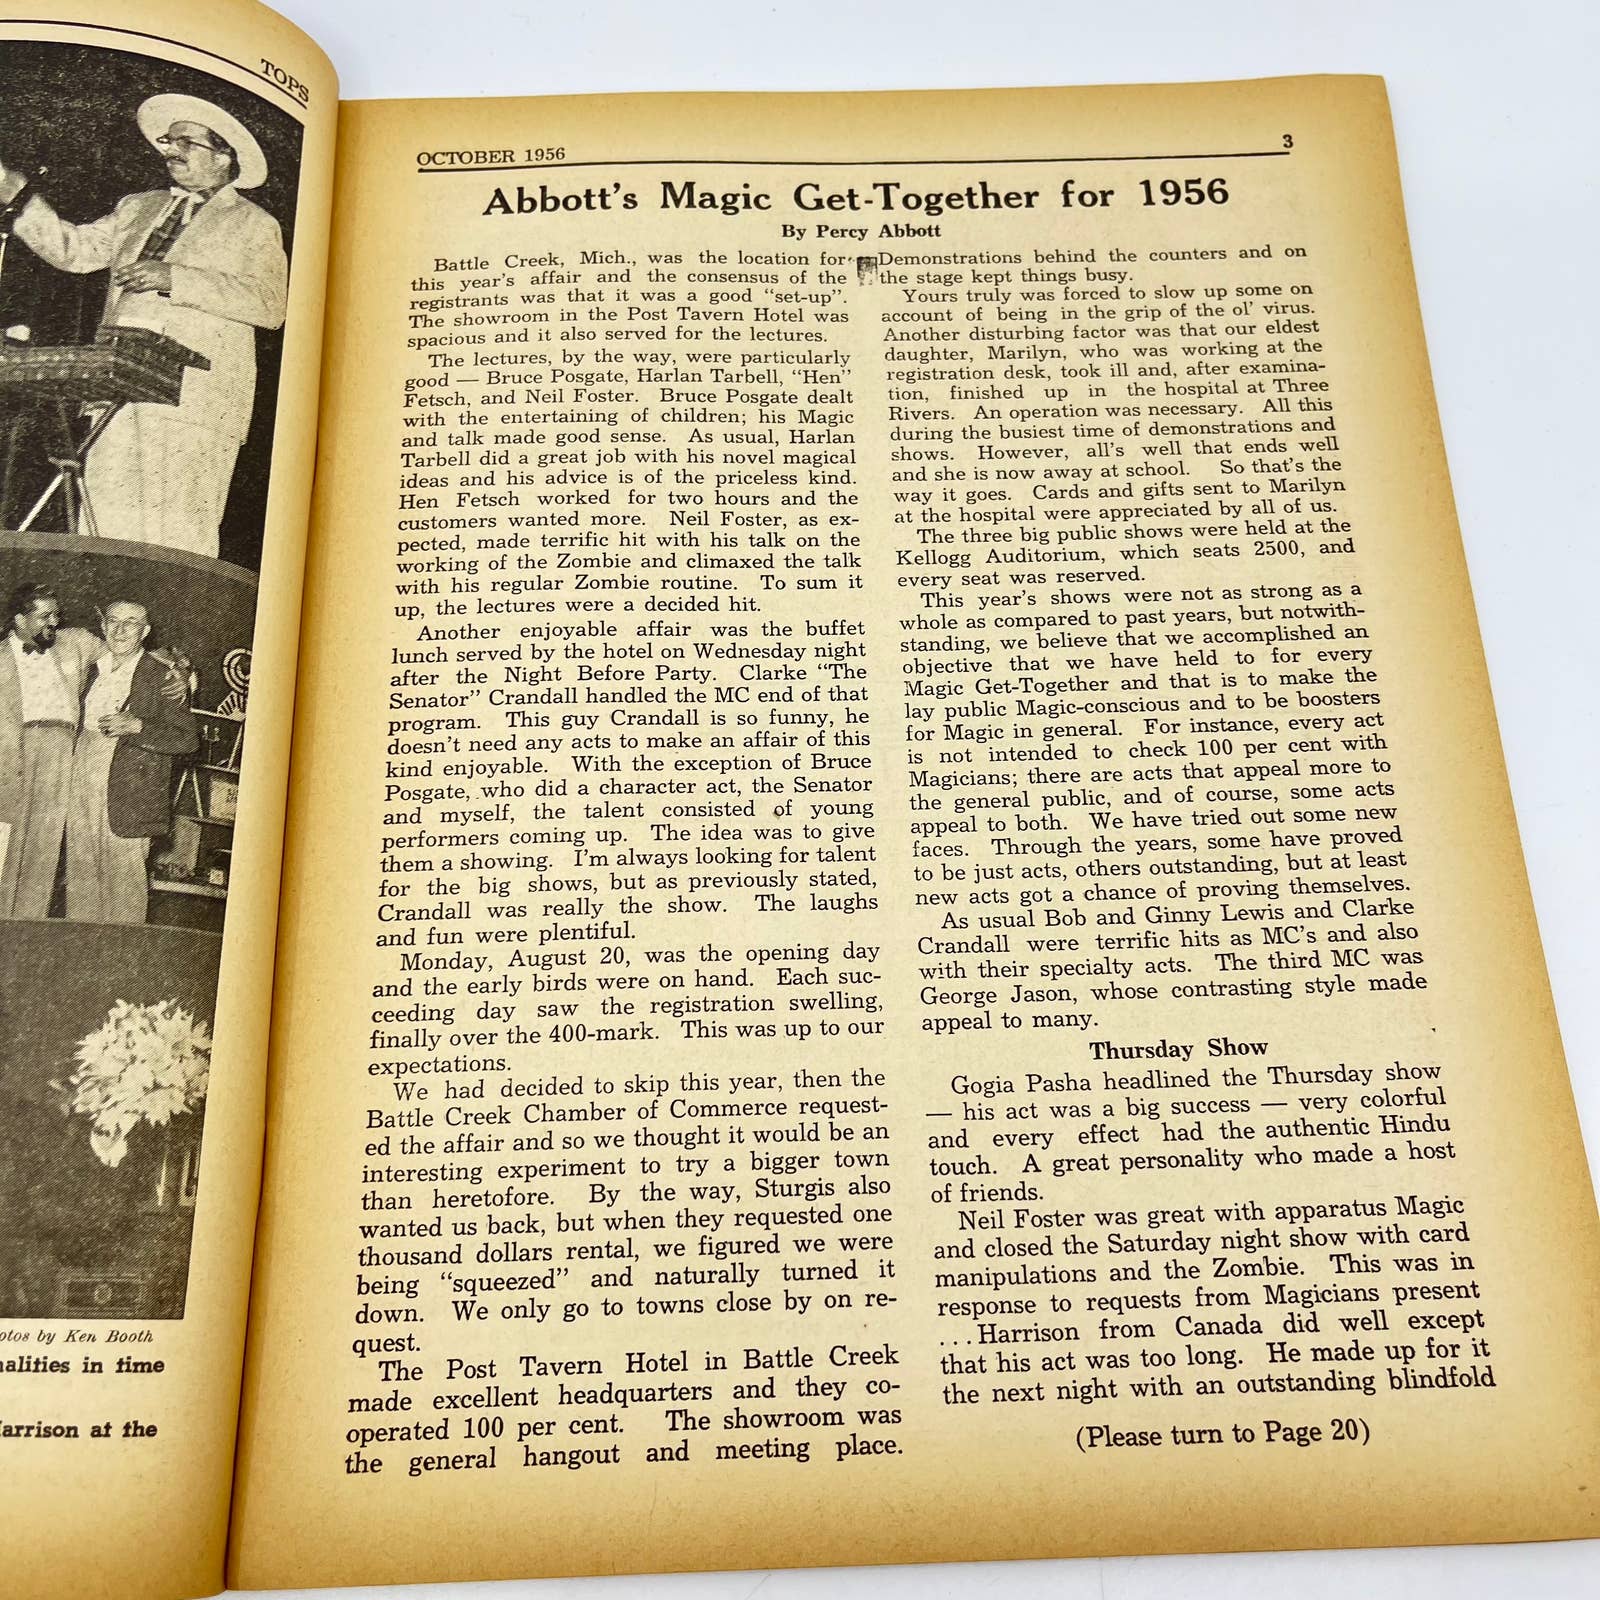 TOPS
otos by Ken Booth
alities in time
arrison at the
OCTOBER 1956
3
Abbott's Magic Get-Together for 1956
By Percy Abbott
Battle Creek, Mich., was the location for
this year's affair and the consensus of the
registrants was that it was a good "set-up".
The showroom in the Post Tavern Hotel was
spacious and it also served for the lectures.
The lectures, by the way, were particularly
good — Bruce Posgate, Harlan Tarbell, "Hen"
Fetsch, and Neil Foster. Bruce Posgate dealt
with the entertaining of children; his Magic
and talk made good sense. As usual, Harlan
Tarbell did a great job with his novel magical
ideas and his advice is of the priceless kind.
Hen Fetsch worked for two hours and the
customers wanted more. Neil Foster, as ex-
pected, made terrific hit with his talk on the
working of the Zombie and climaxed the talk
with his regular Zombie routine. To sum it
up, the lectures were a decided hit.
Another enjoyable affair was the buffet
lunch served by the hotel on Wednesday night
after the Night Before Party. Clarke "The
Senator" Crandall handled the MC end of that
program. This guy Crandall is so funny, he
doesn't need any acts to make an affair of this
kind enjoyable. With the exception of Bruce
Posgate, who did a character act, the Senator
and myself, the talent consisted of young
performers coming up. The idea was to give
them a showing. I'm always looking for talent
for the big shows, but as previously stated,
Crandall was really the show. The laughs
and fun were plentiful.
Monday, August 20, was the opening day
and the early birds were on hand. Each suc-
ceeding day saw the registration swelling,
finally over the 400-mark. This was up to our
expectations.
We had decided to skip this year, then the
Battle Creek Chamber of Commerce request-
ed the affair and so we thought it would be an
interesting experiment to try a bigger town
than heretofore. By the way, Sturgis also
wanted us back, but when they requested one
thousand dollars rental, we figured we were
being "squeezed" and naturally turned it
down. We only go to towns close by on re-
quest.
The Post Tavern Hotel in Battle Creek
made excellent headquarters and they co-
operated 100 per cent. The showroom was
the general hangout and meeting place.
Demonstrations behind the counters and on
the stage kept things busy.
Yours truly was forced to slow up some on
account of being in the grip of the ol' virus.
Another disturbing factor was that our eldest
daughter, Marilyn, who was working at the
registration desk, took ill and, after examina-
tion, finished up in the hospital at Three
Rivers. An operation was necessary. All this
during the busiest time of demonstrations and
shows. However, all's well that ends well
and she is now away at school. So that's the
way it goes. Cards and gifts sent to Marilyn
at the hospital were appreciated by all of us.
The three big public shows were held at the
Kellogg Auditorium, which seats 2500, and
every seat was reserved.
This year's shows were not as strong as a
whole as compared to past years, but notwith-
standing, we believe that we accomplished an
objective that we have held to for every
Magic Get-Together and that is to make the
lay public Magic-conscious and to be boosters
for Magic in general. For instance, every act
is not intended to check 100 per cent with
Magicians; there are acts that appeal more to
the general public, and of course, some acts
appeal to both. We have tried out some new
faces. Through the years, some have proved
to be just acts, others outstanding, but at least
new acts got a chance of proving themselves.
As usual Bob and Ginny Lewis and Clarke
Crandall were terrific hits as MC's and also
with their specialty acts. The third MC was
George Jason, whose contrasting style made
appeal to many.
Thursday Show
Gogia Pasha headlined the Thursday show
— his act was a big success — very colorful
and every effect had the authentic Hindu
touch. A great personality who made a host
of friends.
Neil Foster was great with apparatus Magic
and closed the Saturday night show with card
manipulations and the Zombie. This was in
response to requests from Magicians present
...Harrison from Canada did well except
that his act was too long. He made up for it
the next night with an outstanding blindfold
(Please turn to Page 20)